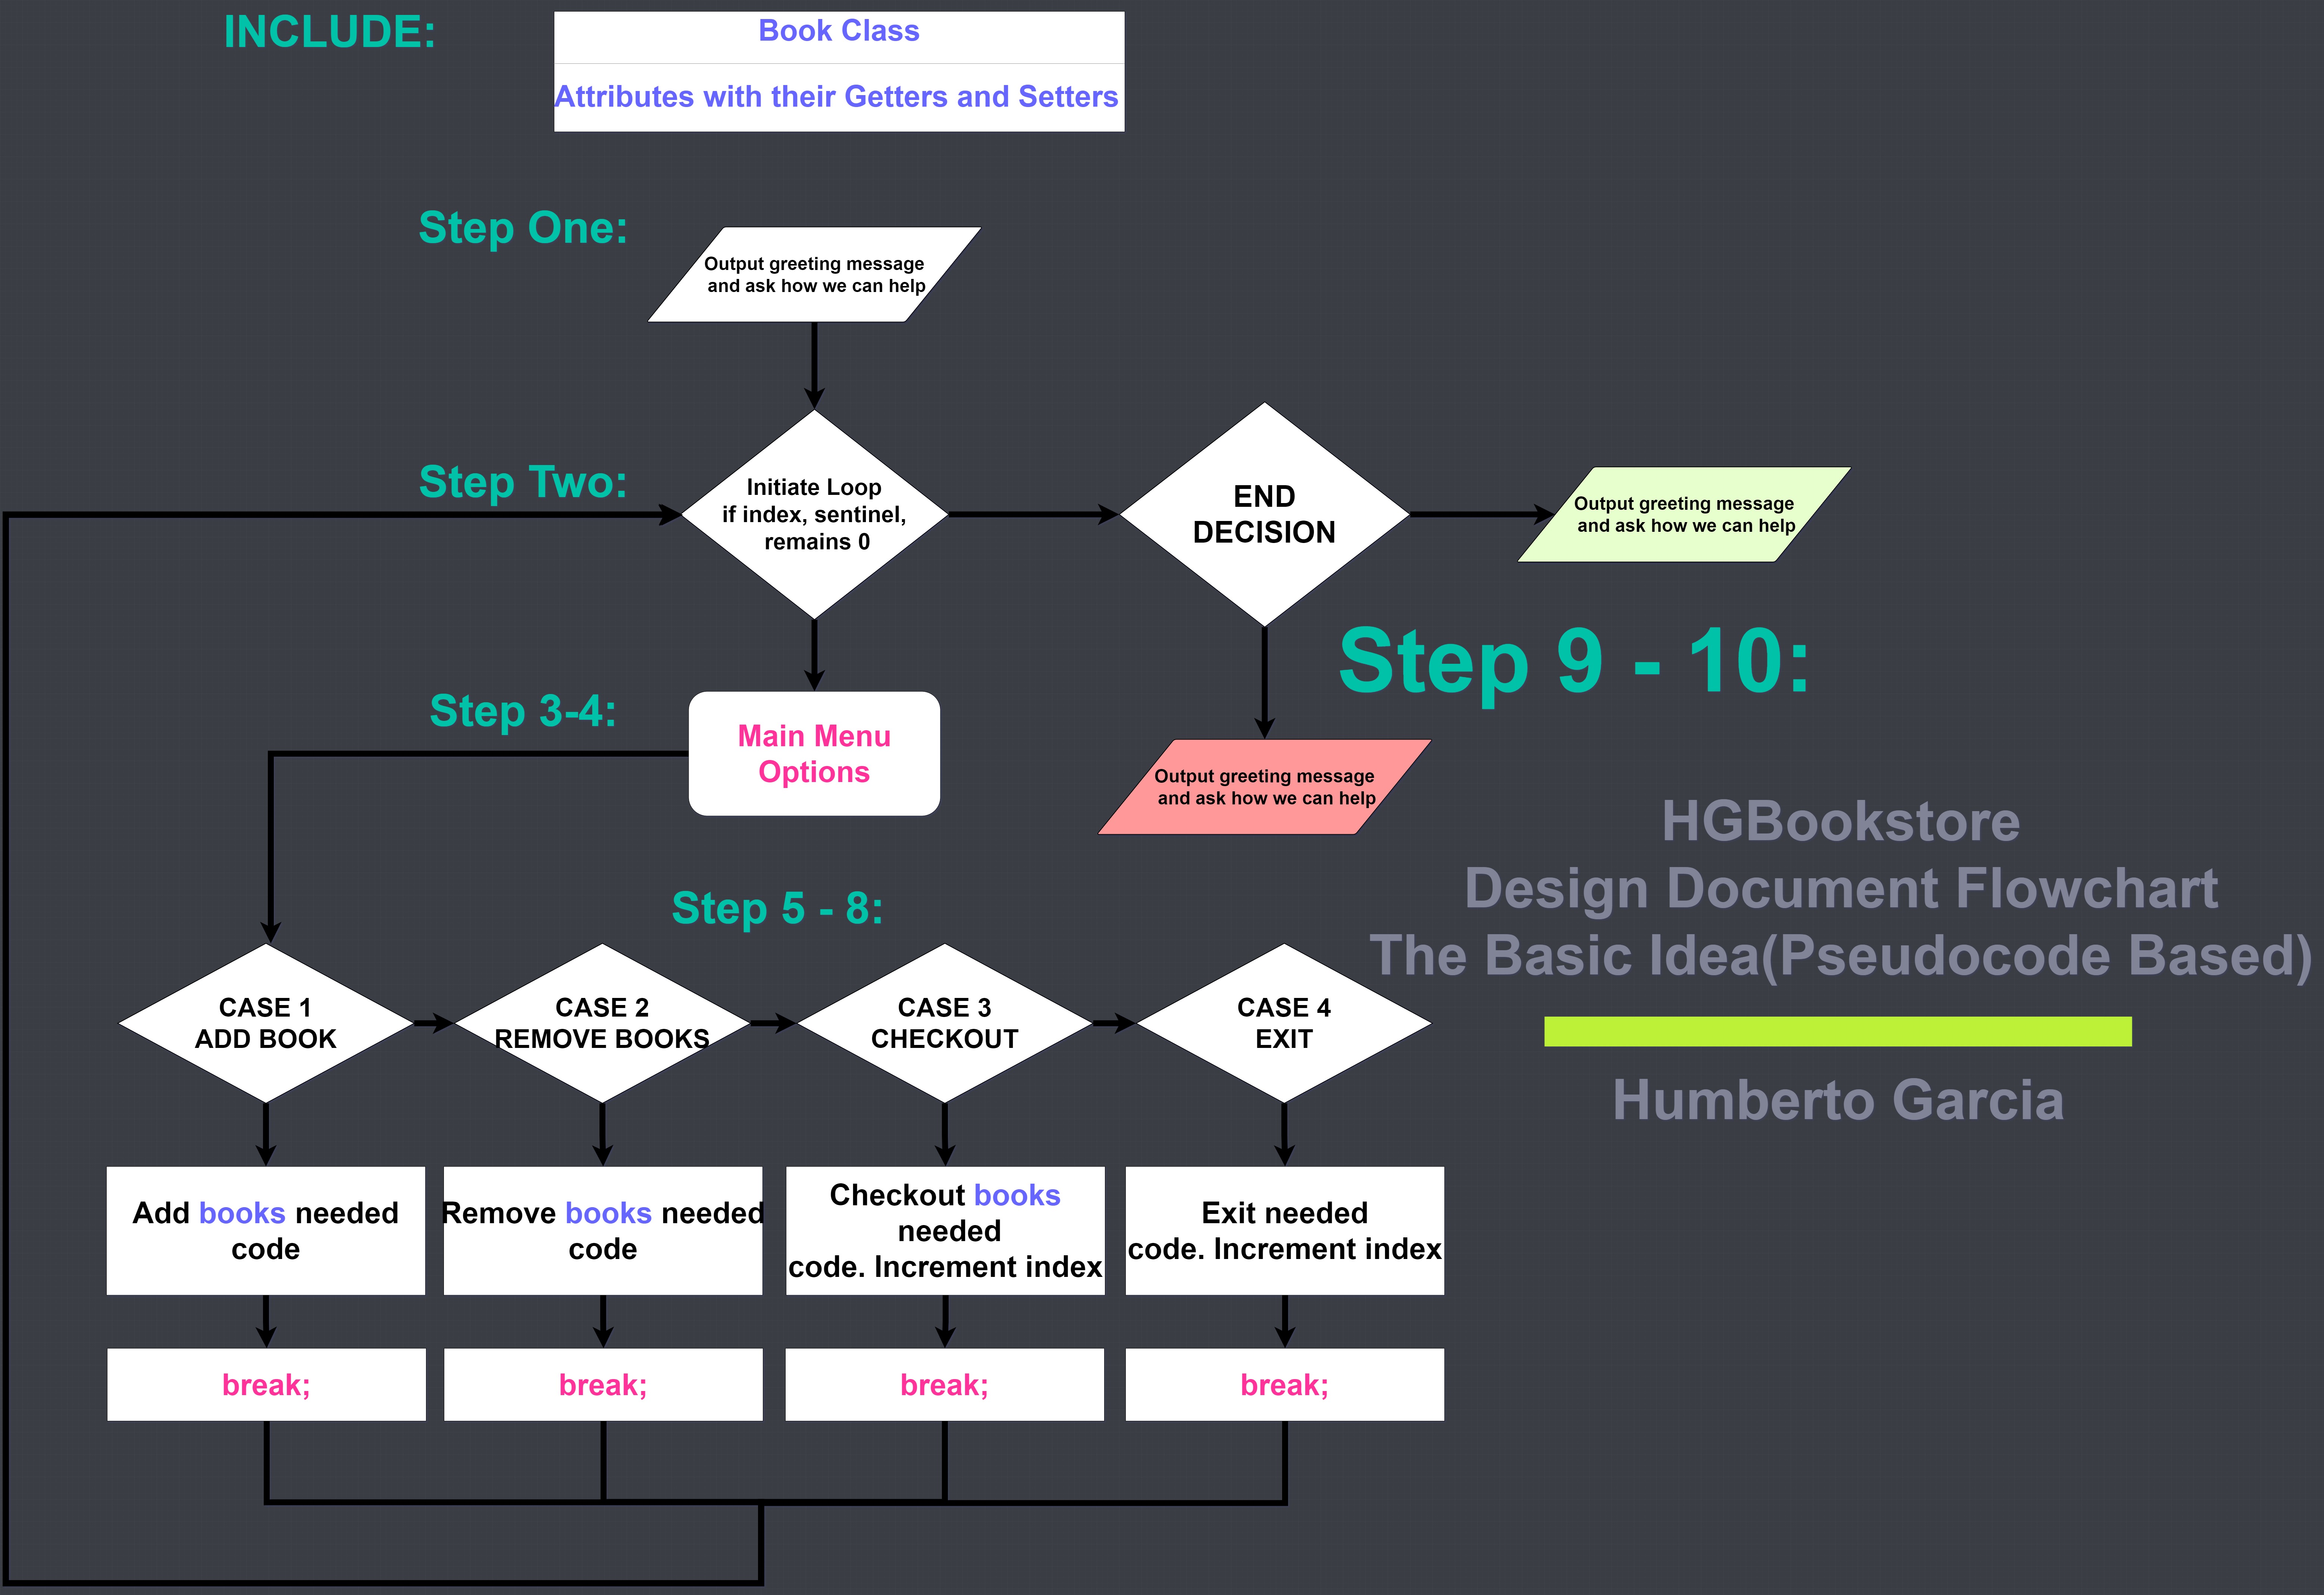 INCLUDE:
Book Class
Attributes with their Getters and Setters
Step One:
Output greeting message
and ask how we can help
Step Two:
Initiate Loop
if index, sentinel,
remains 0
END
DECISION
Output greeting message
and ask how we can help
Step 9 - 10:
Step 3-4:
Main Menu
Options
Output greeting message
and ask how we can help
HGBookstore
Design Document Flowchart
The Basic Idea(Pseudocode Based)
Humberto Garcia
Step 5 - 8:
CASE 1
ADD BOOK
CASE 2
REMOVE BOOKS
CASE 3
CHECKOUT
CASE 4
EXIT
Add books needed
code
Remove books needed
code
Checkout books
needed
code. Increment index
Exit needed
code. Increment index
break;
break;
break;
break;